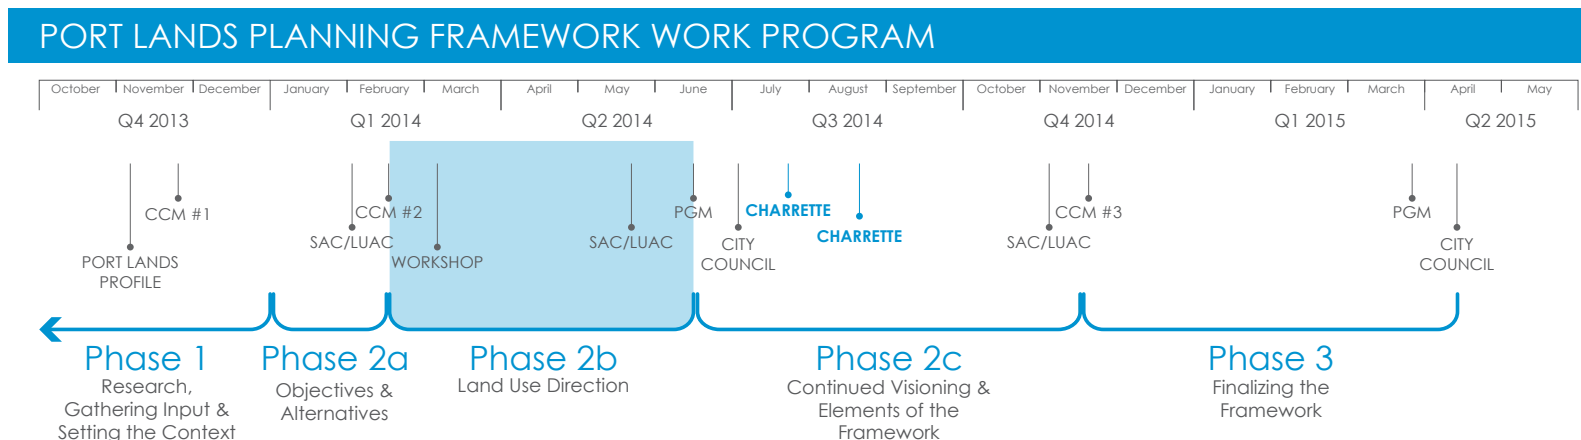 PORT LANDS PLANNING FRAMEWORK WORK PROGRAM
October November December January February March April May June July August September October November December January February March April May
Q4 2013 Q1 2014 Q2 2014 Q3 2014 Q4 2014 Q1 2015 Q2 2015
CCM #1 CCM #2 PGM CHARRETTE CCM #3 PGM
SAC/LUAC SAC/LUAC CHARRETTE SAC/LUAC
PORT LANDS
PROFILE
WORKSHOP
CITY
COUNCIL
CITY
COUNCIL
Phase 1
Research,
Gathering Input &
Setting the Context
Phase 2a
Objectives &
Alternatives
Phase 2b
Land Use Direction
Phase 2c
Continued Visioning &
Elements of the
Framework
Phase 3
Finalizing the
Framework